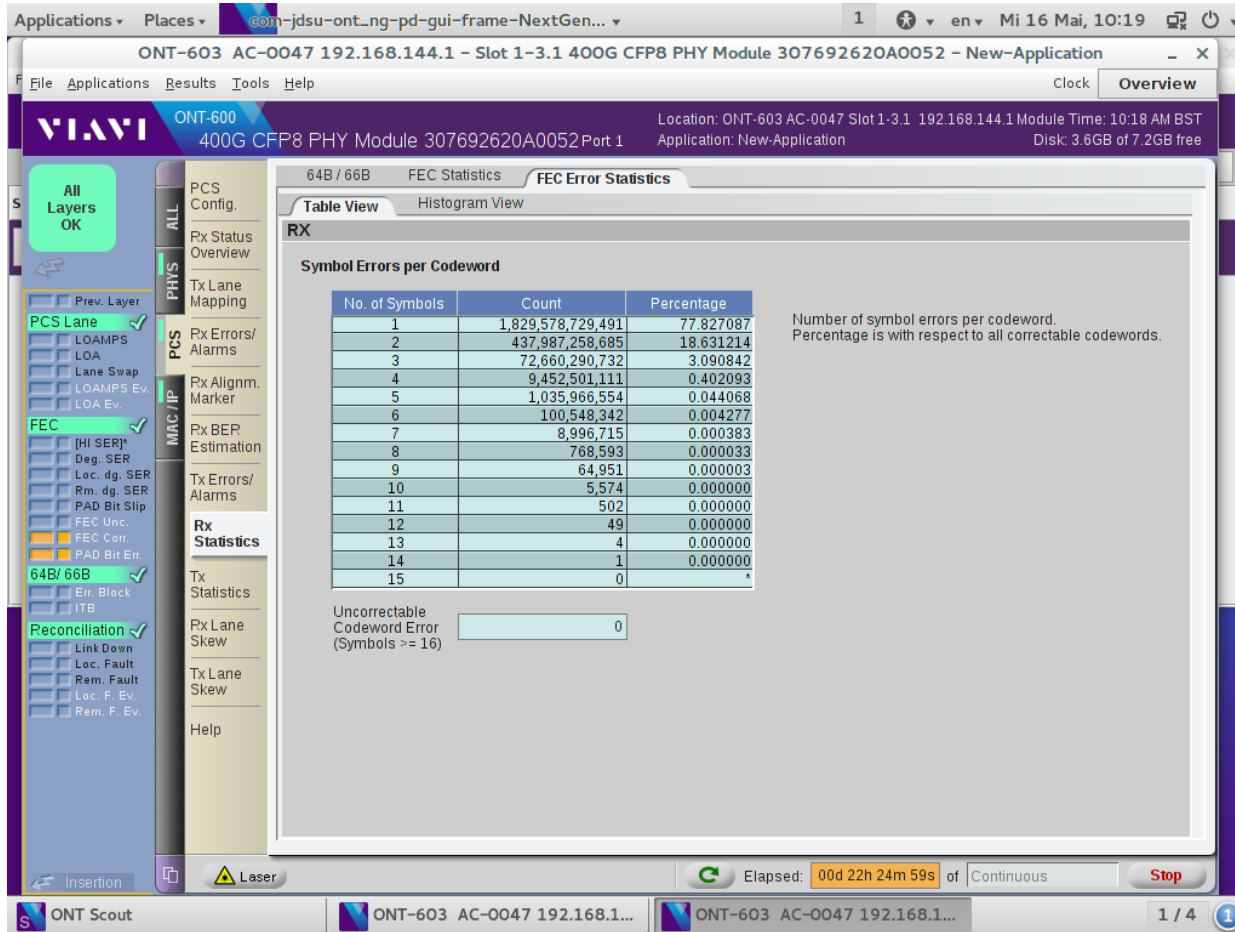 Applications Places com-jdsu-ont_ng-pd-gui-frame-NextGen... 1 en Mi 16 Mai, 10:19
ONT-603 AC-0047 192.168.144.1 - Slot 1-3.1 400G CFP8 PHY Module 307692620A0052 - New-Application
File Applications Results Tools Help Clock Overview
VIAVI
ONT-600
400G CFP8 PHY Module 307692620A0052 Port 1
Location: ONT-603 AC-0047 Slot 1-3.1 192.168.144.1 Module Time: 10:18 AM BST
Application: New-Application Disk: 3.6GB of 7.2GB free
All
Layers
OK
Prev. Layer
PCS Lane
LOAMPS
LOA
Lane Swap
LOAMPS Ev.
LOA Ev.
FEC
[HI SER]*
Deg. SER
Loc. dg. SER
Rm. dg. SER
PAD Bit Slip
FEC Unc.
FEC Corr.
PAD Bit Err.
64B/ 66B
Err. Block
ITB
Reconciliation
Link Down
Loc. Fault
Rem. Fault
Loc. F. Ev.
Rem. F. Ev.
Insertion
ALL
PHYS
PCS
MAC / IP
PCS
Config.
Rx Status
Overview
Tx Lane
Mapping
Rx Errors/
Alarms
Rx Alignm.
Marker
Rx BER
Estimation
Tx Errors/
Alarms
Rx
Statistics
Tx
Statistics
Rx Lane
Skew
Tx Lane
Skew
Help
64B / 66B FEC Statistics FEC Error Statistics
Table View Histogram View
RX
Symbol Errors per Codeword
No. of Symbols Count Percentage
1 1,829,578,729,491 77.827087
2 437,987,258,685 18.631214
3 72,660,290,732 3.090842
4 9,452,501,111 0.402093
5 1,035,966,554 0.044068
6 100,548,342 0.004277
7 8,996,715 0.000383
8 768,593 0.000033
9 64,951 0.000003
10 5,574 0.000000
11 502 0.000000
12 49 0.000000
13 4 0.000000
14 1 0.000000
15 0 *
Number of symbol errors per codeword.
Percentage is with respect to all correctable codewords.
Uncorrectable
Codeword Error
(Symbols >= 16)
0
Laser Elapsed: 00d 22h 24m 59s of Continuous Stop
ONT Scout ONT-603 AC-0047 192.168.1... ONT-603 AC-0047 192.168.1... 1 / 4 1